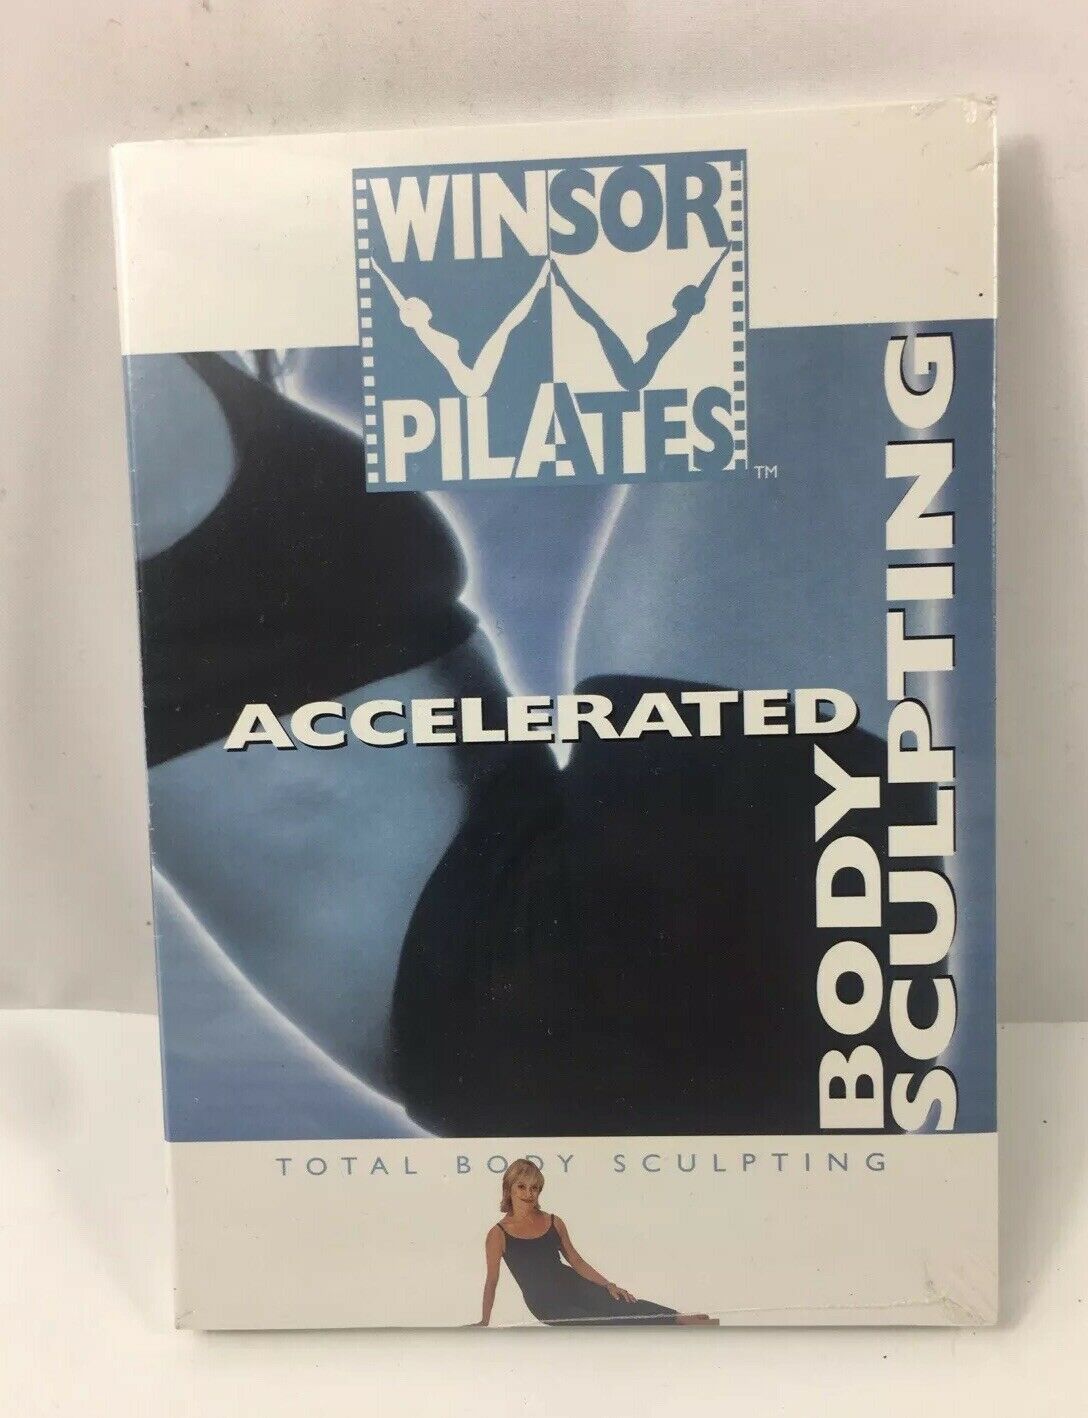 WINSOR
PILATES
TM
ACCELERATED
BODY
SCULPTING
TOTAL BODY SCULPTING